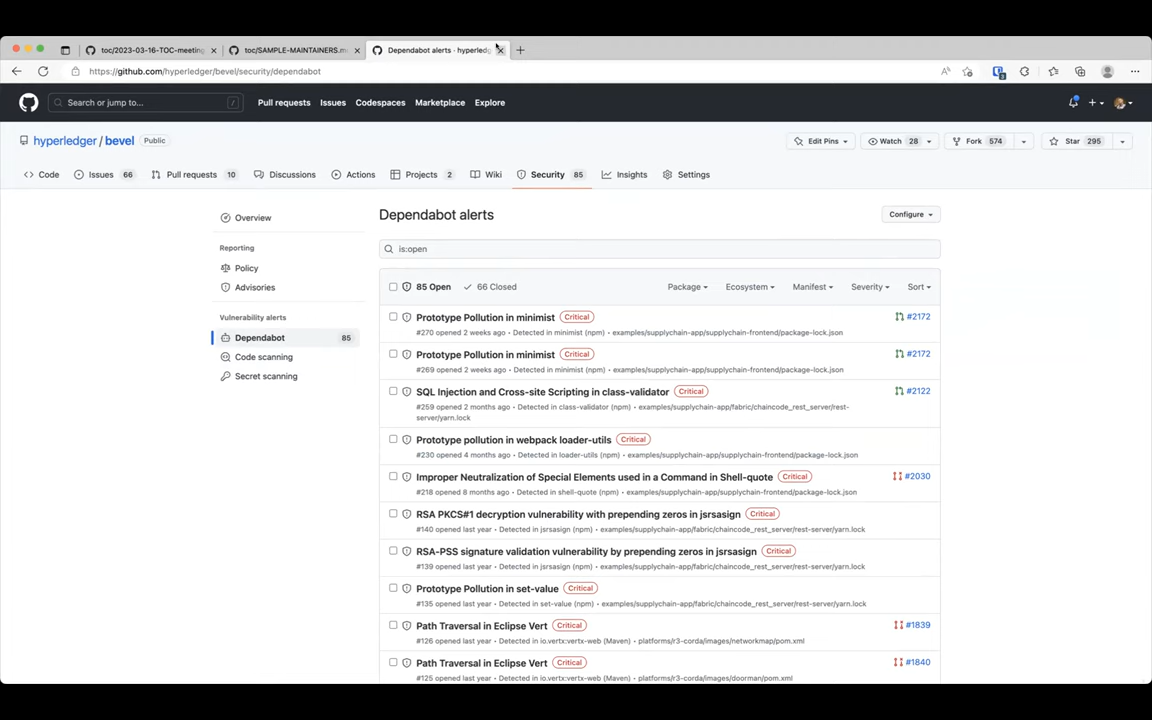 toc/2023-03-16-TOC-meeting
toc/SAMPLE-MAINTAINERS.m
Dependabot alerts · hyperledg
https://github.com/hyperledger/bevel/security/dependabot
Search or jump to... /
Pull requests Issues Codespaces Marketplace Explore
hyperledger / bevel Public
Edit Pins Watch 28 Fork 574 Star 295
Code Issues 66 Pull requests 10 Discussions Actions Projects 2 Wiki Security 85 Insights Settings
Overview
Reporting
Policy
Advisories
Vulnerability alerts
Dependabot 85
Code scanning
Secret scanning
Dependabot alerts
Configure
is:open
85 Open 66 Closed Package Ecosystem Manifest Severity Sort
Prototype Pollution in minimist Critical #2172
#270 opened 2 weeks ago • Detected in minimist (npm) • examples/supplychain-app/supplychain-frontend/package-lock.json
Prototype Pollution in minimist Critical #2172
#269 opened 2 weeks ago • Detected in minimist (npm) • examples/supplychain-app/supplychain-frontend/package-lock.json
SQL Injection and Cross-site Scripting in class-validator Critical #2122
#259 opened 2 months ago • Detected in class-validator (npm) • examples/supplychain-app/fabric/chaincode_rest_server/rest-
server/yarn.lock
Prototype pollution in webpack loader-utils Critical
#230 opened 4 months ago • Detected in loader-utils (npm) • examples/supplychain-app/supplychain-frontend/package-lock.json
Improper Neutralization of Special Elements used in a Command in Shell-quote Critical #2030
#218 opened 8 months ago • Detected in shell-quote (npm) • examples/supplychain-app/supplychain-frontend/package-lock.json
RSA PKCS#1 decryption vulnerability with prepending zeros in jsrsasign Critical
#140 opened last year • Detected in jsrsasign (npm) • examples/supplychain-app/fabric/chaincode_rest_server/rest-server/yarn.lock
RSA-PSS signature validation vulnerability by prepending zeros in jsrsasign Critical
#139 opened last year • Detected in jsrsasign (npm) • examples/supplychain-app/fabric/chaincode_rest_server/rest-server/yarn.lock
Prototype Pollution in set-value Critical
#135 opened last year • Detected in set-value (npm) • examples/supplychain-app/fabric/chaincode_rest_server/rest-server/yarn.lock
Path Traversal in Eclipse Vert Critical #1839
#126 opened last year • Detected in io.vertx:vertx-web (Maven) • platforms/r3-corda/images/networkmap/pom.xml
Path Traversal in Eclipse Vert Critical #1840
#125 opened last year • Detected in io.vertx:vertx-web (Maven) • platforms/r3-corda/images/doorman/pom.xml